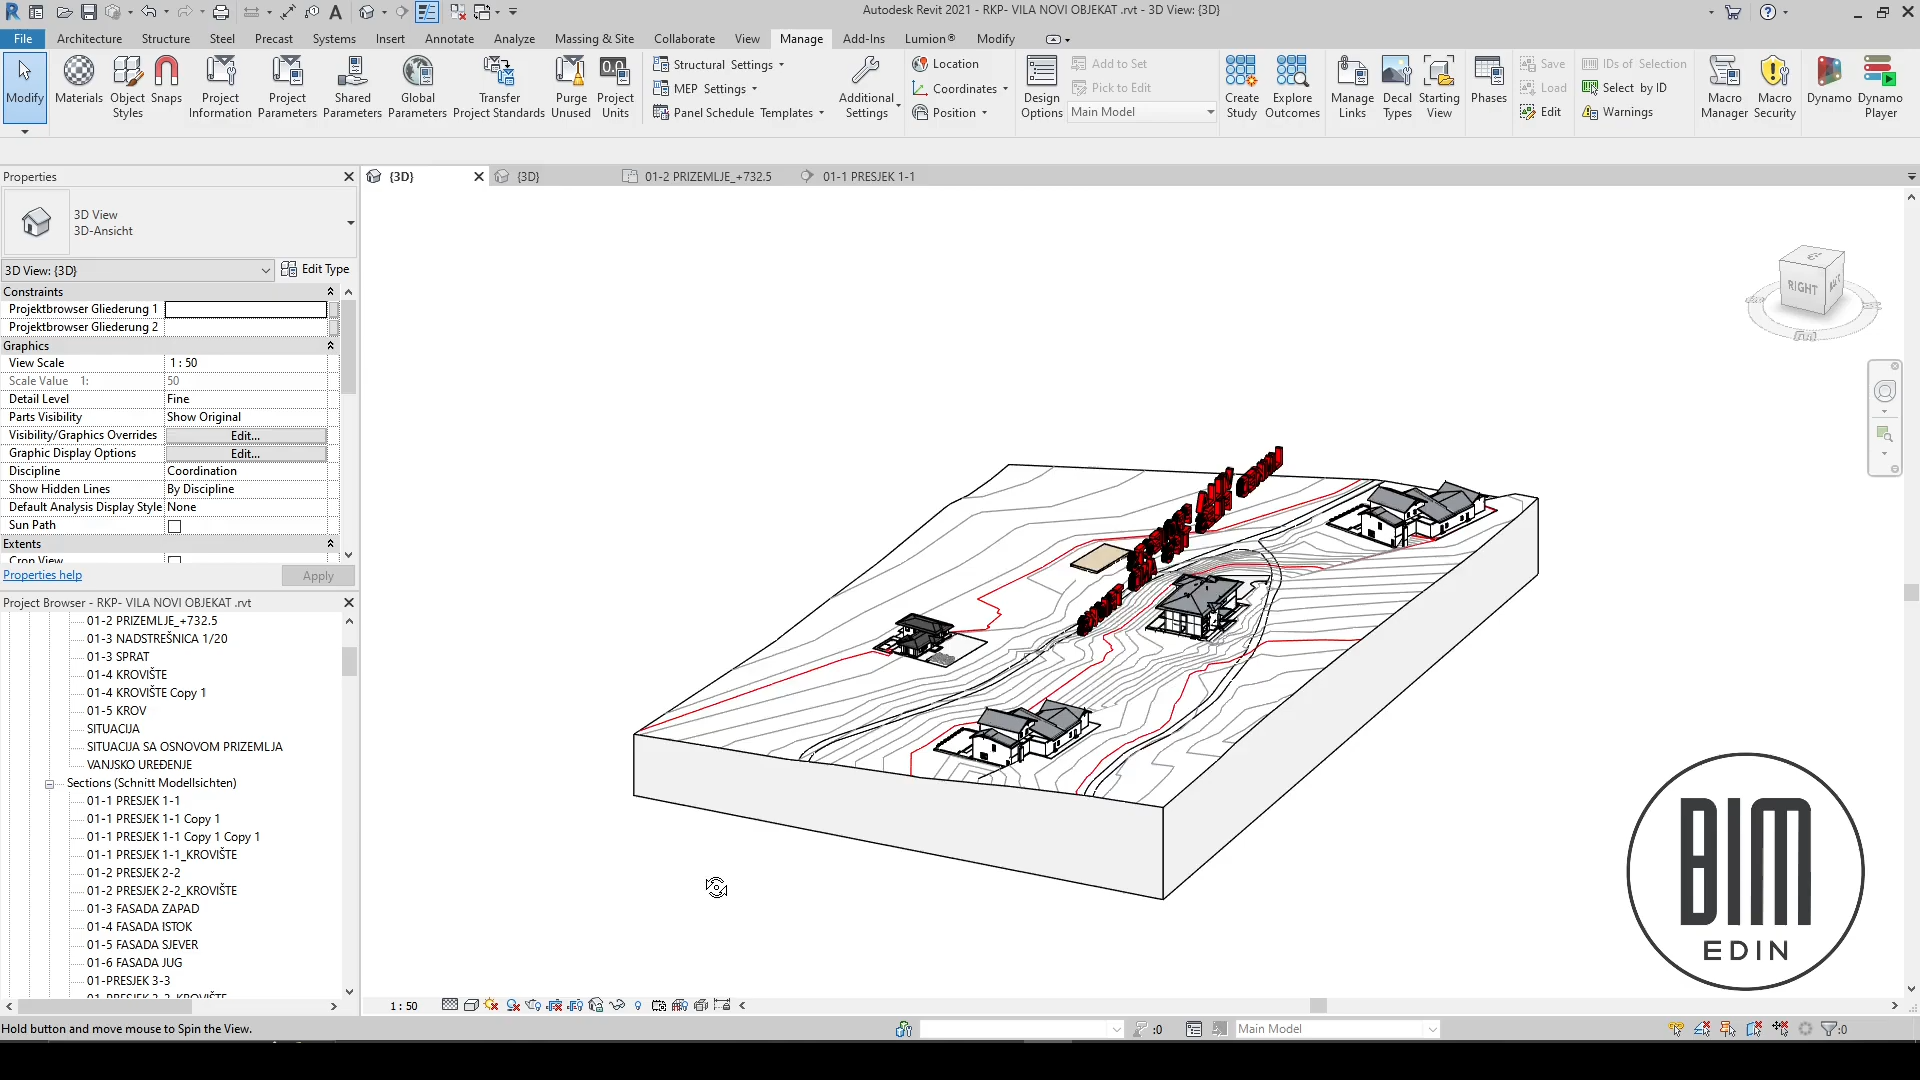 Autodesk Revit 2021 - RKP- VILA NOVI OBJEKAT .rvt - 3D View: {3D}
File Architecture Structure Steel Precast Systems Insert Annotate Analyze Massing & Site Collaborate View Manage Add-Ins Lumion® Modify
Modify
Materials
Object Styles
Snaps
Project Information
Project Parameters
Shared Parameters
Global Parameters
Transfer Project Standards
Purge Unused
Project Units
Structural Settings
MEP Settings
Panel Schedule Templates
Additional Settings
Location
Coordinates
Position
Design Options
Add to Set
Pick to Edit
Main Model
Create Study
Explore Outcomes
Manage Links
Decal Types
Starting View
Phases
Save
Load
Edit
IDs of Selection
Select by ID
Warnings
Macro Manager
Macro Security
Dynamo
Dynamo Player
Properties
{3D}
{3D}
01-2 PRIZEMLJE_+732.5
01-1 PRESJEK 1-1
3D View
3D-Ansicht
3D View: {3D}
Edit Type
Constraints
Projektbrowser Gliederung 1
Projektbrowser Gliederung 2
Graphics
View Scale 1 : 50
Scale Value 1: 50
Detail Level Fine
Parts Visibility Show Original
Visibility/Graphics Overrides Edit...
Graphic Display Options Edit...
Discipline Coordination
Show Hidden Lines By Discipline
Default Analysis Display Style None
Sun Path
Extents
Crop View
Properties help
Apply
Project Browser - RKP- VILA NOVI OBJEKAT .rvt
01-2 PRIZEMLJE_+732.5
01-3 NADSTREŠNICA 1/20
01-3 SPRAT
01-4 KROVIŠTE
01-4 KROVIŠTE Copy 1
01-5 KROV
SITUACIJA
SITUACIJA SA OSNOVOM PRIZEMLJA
VANJSKO UREĐENJE
Sections (Schnitt Modellsichten)
01-1 PRESJEK 1-1
01-1 PRESJEK 1-1 Copy 1
01-1 PRESJEK 1-1 Copy 1 Copy 1
01-1 PRESJEK 1-1_KROVIŠTE
01-2 PRESJEK 2-2
01-2 PRESJEK 2-2_KROVIŠTE
01-3 FASADA ZAPAD
01-4 FASADA ISTOK
01-5 FASADA SJEVER
01-6 FASADA JUG
01-PRESJEK 3-3
01-PRESJEK 3-3_KROVIŠTE
RIGHT
BIM
EDIN
1 : 50
Hold button and move mouse to Spin the View.
:0
Main Model
:0